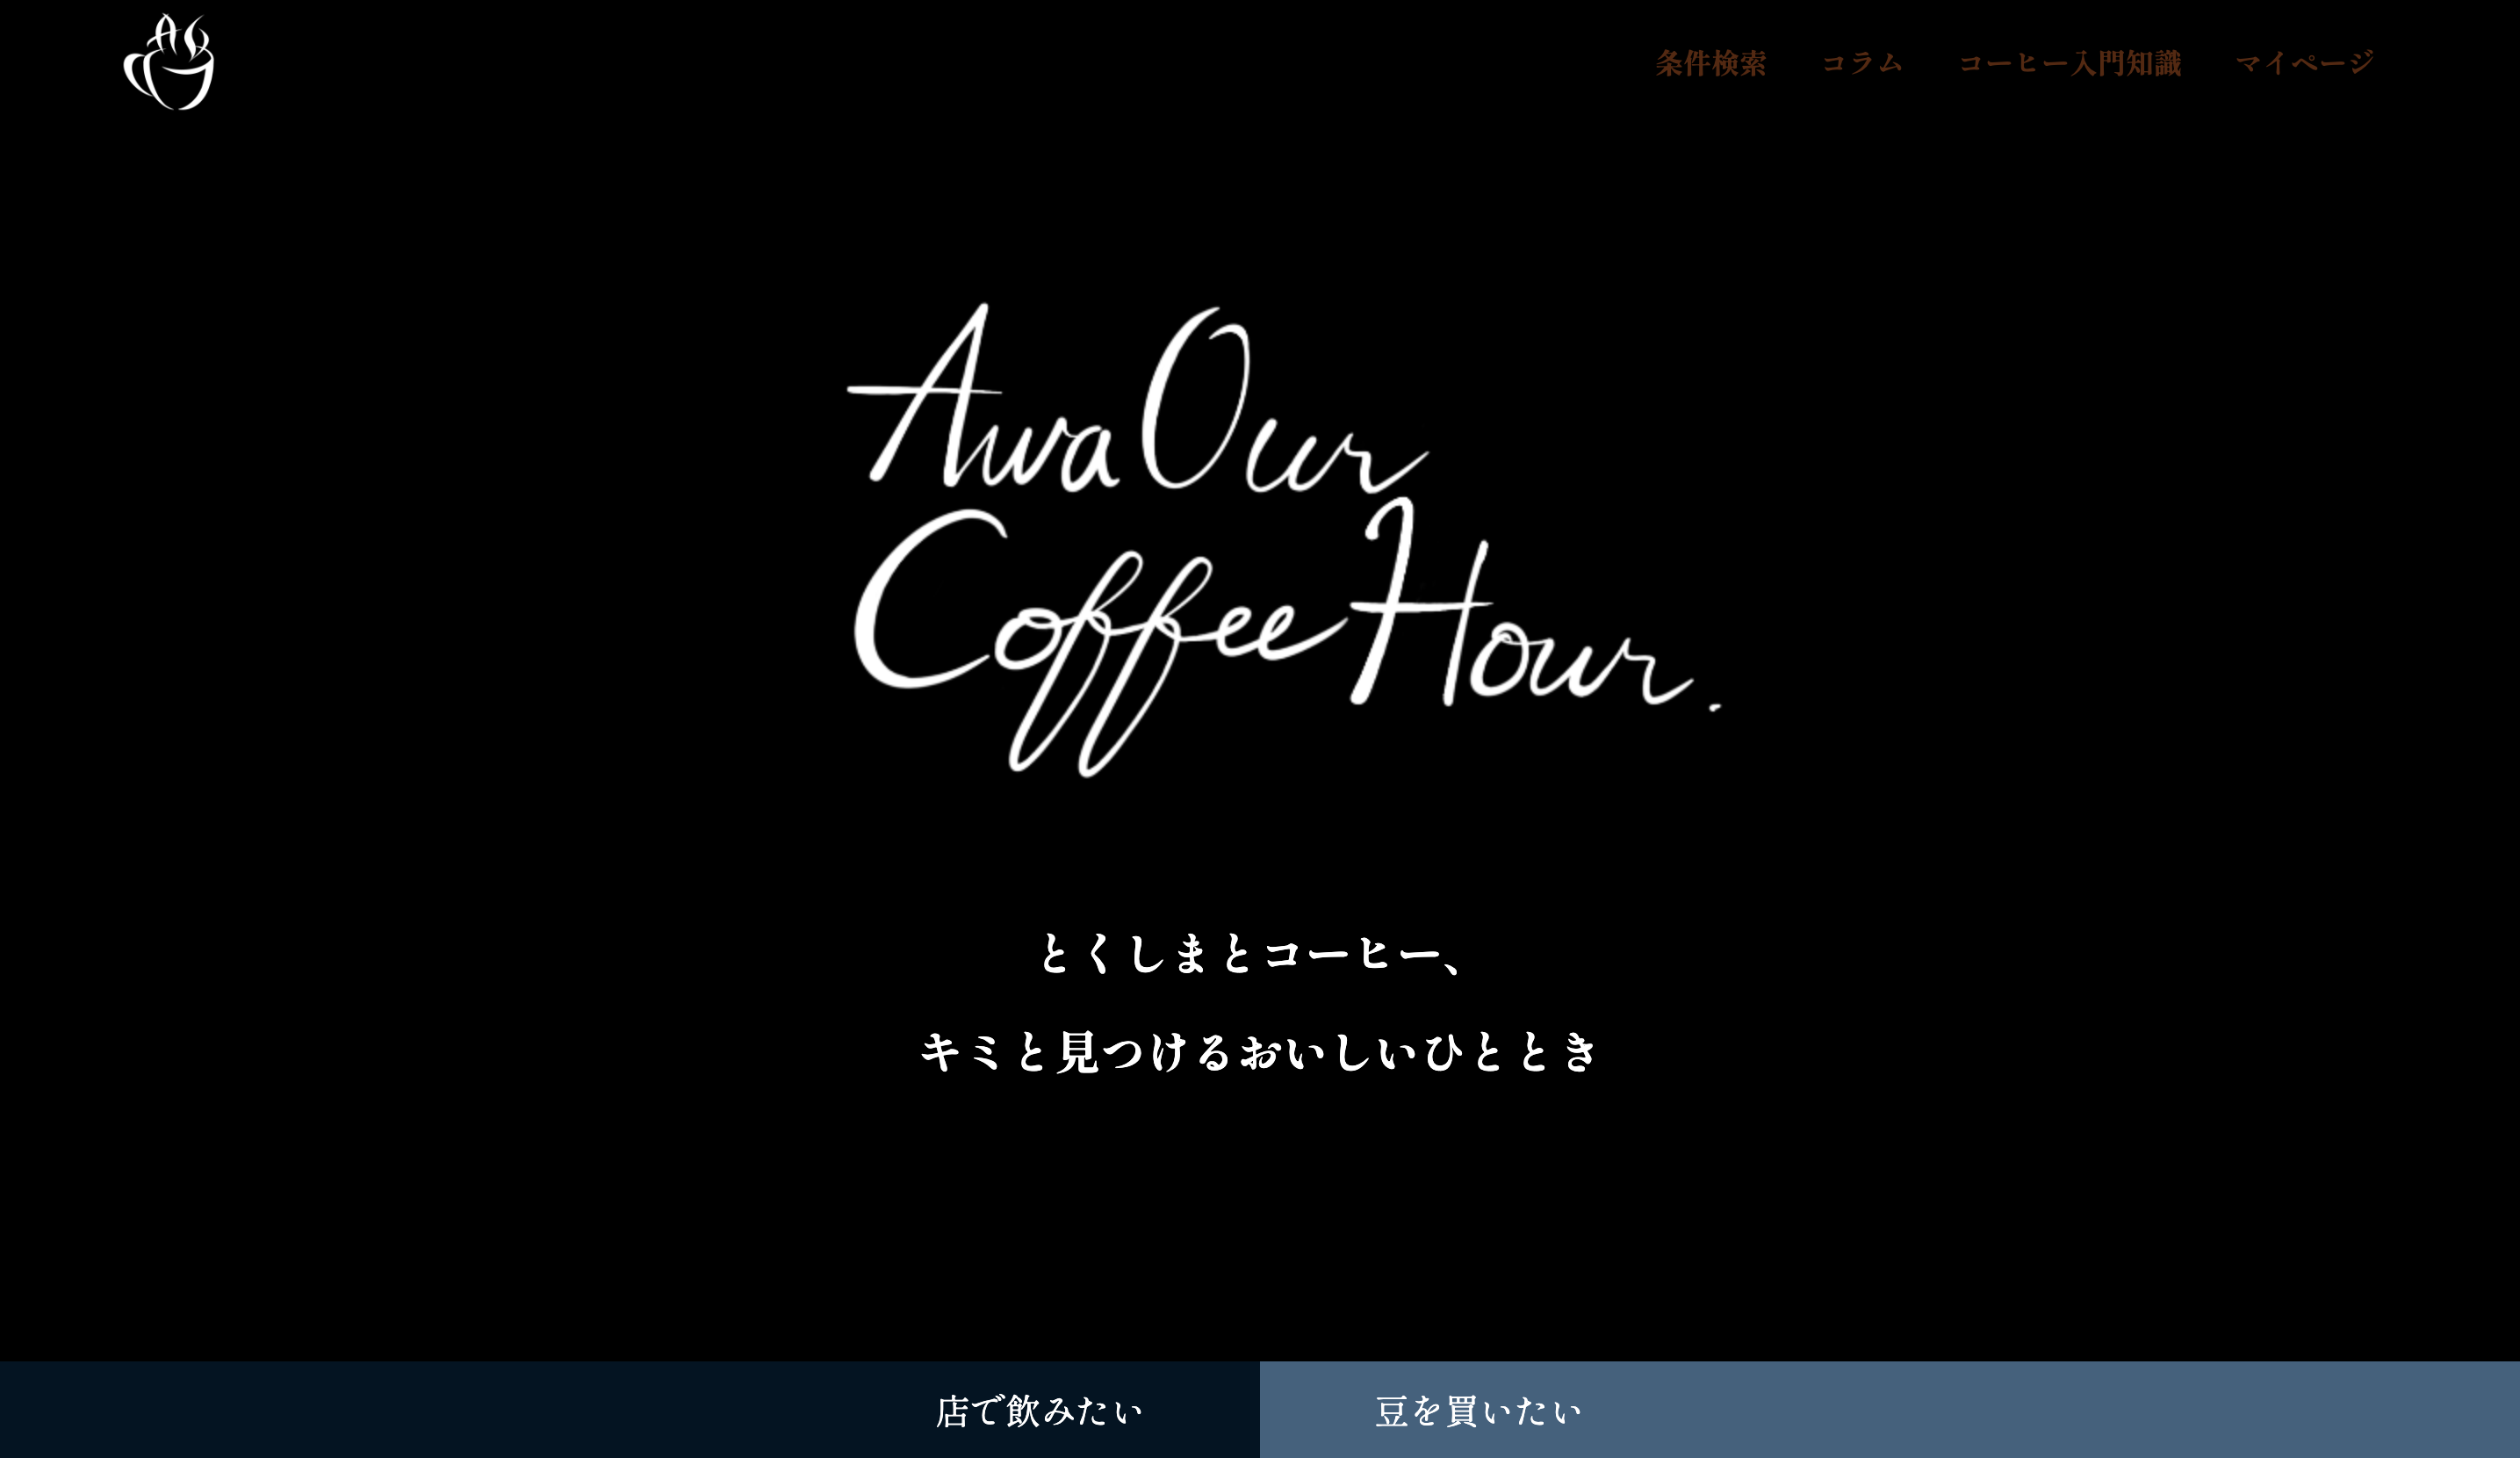 条件検索 コラム コーヒー入門知識 マイページ
Awa Our
Coffee Hour.
とくしまとコーヒー、
キミと見つけるおいしいひととき
店で飲みたい 豆を買いたい